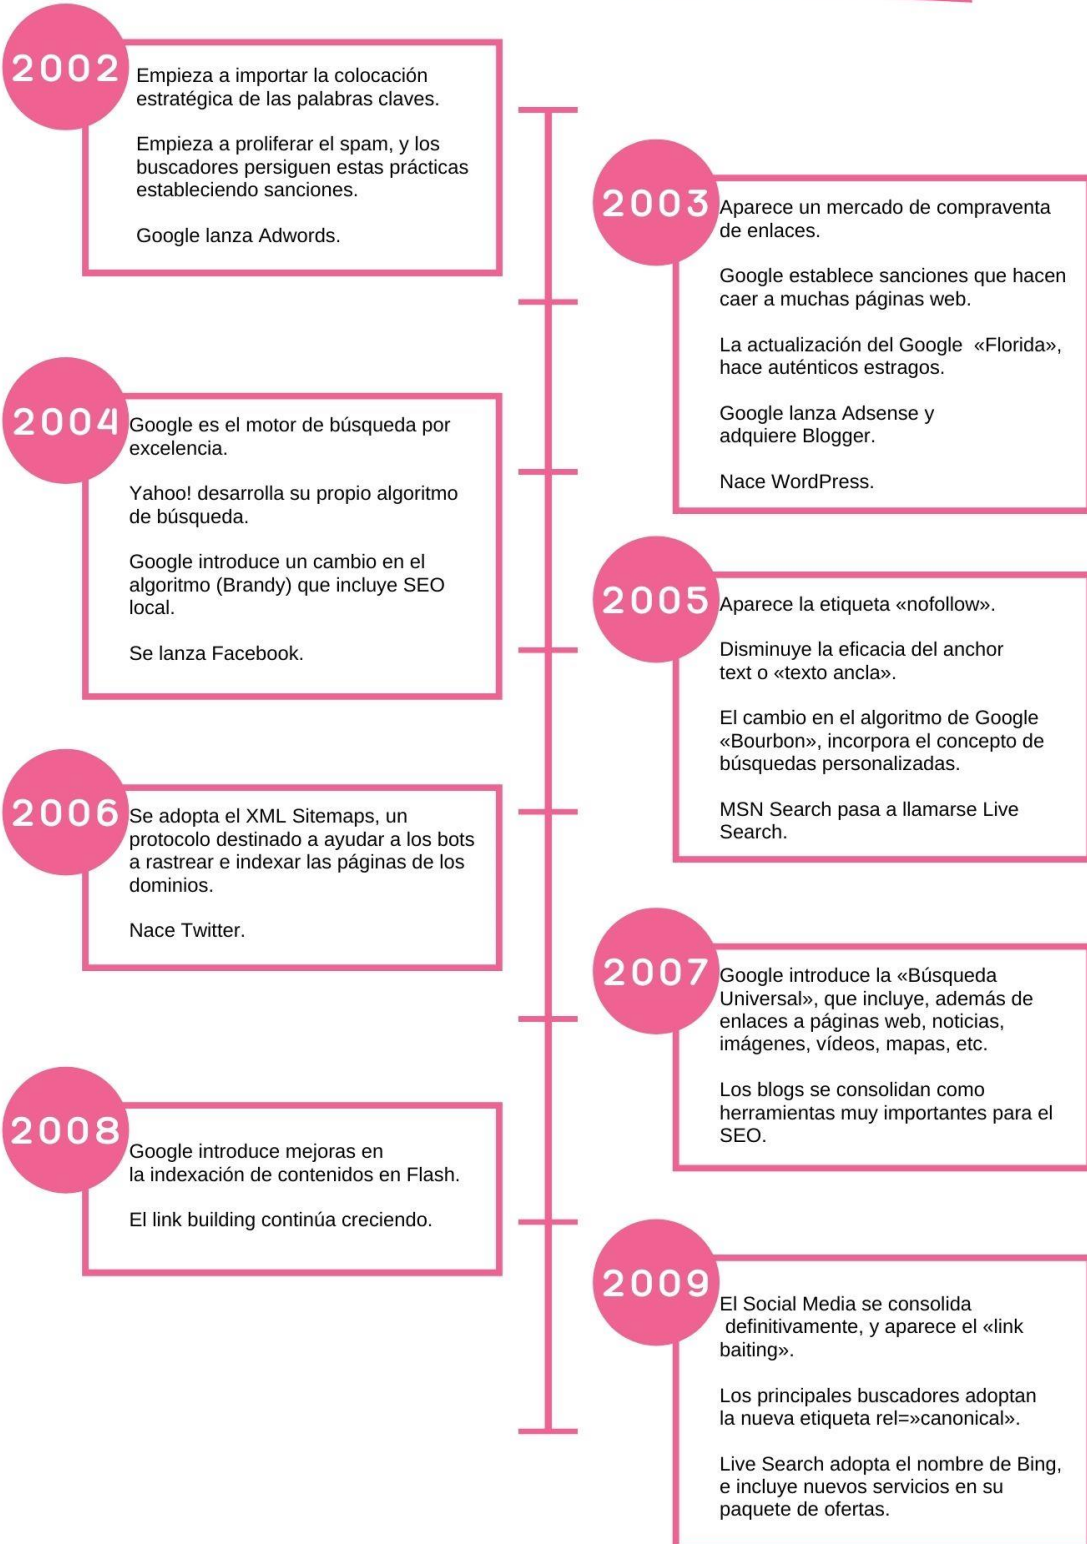 2002
Empieza a importar la colocación
estratégica de las palabras claves.
Empieza a proliferar el spam, y los
buscadores persiguen estas prácticas
estableciendo sanciones.
Google lanza Adwords.
2003
Aparece un mercado de compraventa
de enlaces.
Google establece sanciones que hacen
caer a muchas páginas web.
La actualización del Google «Florida»,
hace auténticos estragos.
Google lanza Adsense y
adquiere Blogger.
Nace WordPress.
2004
Google es el motor de búsqueda por
excelencia.
Yahoo! desarrolla su propio algoritmo
de búsqueda.
Google introduce un cambio en el
algoritmo (Brandy) que incluye SEO
local.
Se lanza Facebook.
2005
Aparece la etiqueta «nofollow».
Disminuye la eficacia del anchor
text o «texto ancla».
El cambio en el algoritmo de Google
«Bourbon», incorpora el concepto de
búsquedas personalizadas.
MSN Search pasa a llamarse Live
Search.
2006
Se adopta el XML Sitemaps, un
protocolo destinado a ayudar a los bots
a rastrear e indexar las páginas de los
dominios.
Nace Twitter.
2007
Google introduce la «Búsqueda
Universal», que incluye, además de
enlaces a páginas web, noticias,
imágenes, vídeos, mapas, etc.
Los blogs se consolidan como
herramientas muy importantes para el
SEO.
2008
Google introduce mejoras en
la indexación de contenidos en Flash.
El link building continúa creciendo.
2009
El Social Media se consolida
definitivamente, y aparece el «link
baiting».
Los principales buscadores adoptan
la nueva etiqueta rel=»canonical».
Live Search adopta el nombre de Bing,
e incluye nuevos servicios en su
paquete de ofertas.